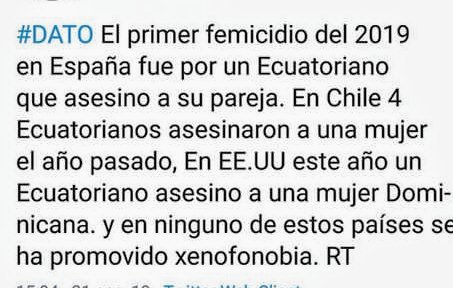 #DATO El primer femicidio del 2019
en España fue por un Ecuatoriano
que asesino a su pareja. En Chile 4
Ecuatorianos asesinaron a una mujer
el año pasado, En EE.UU este año un
Ecuatoriano asesino a una mujer Domi-
nicana. y en ninguno de estos países se
ha promovido xenofonobia. RT